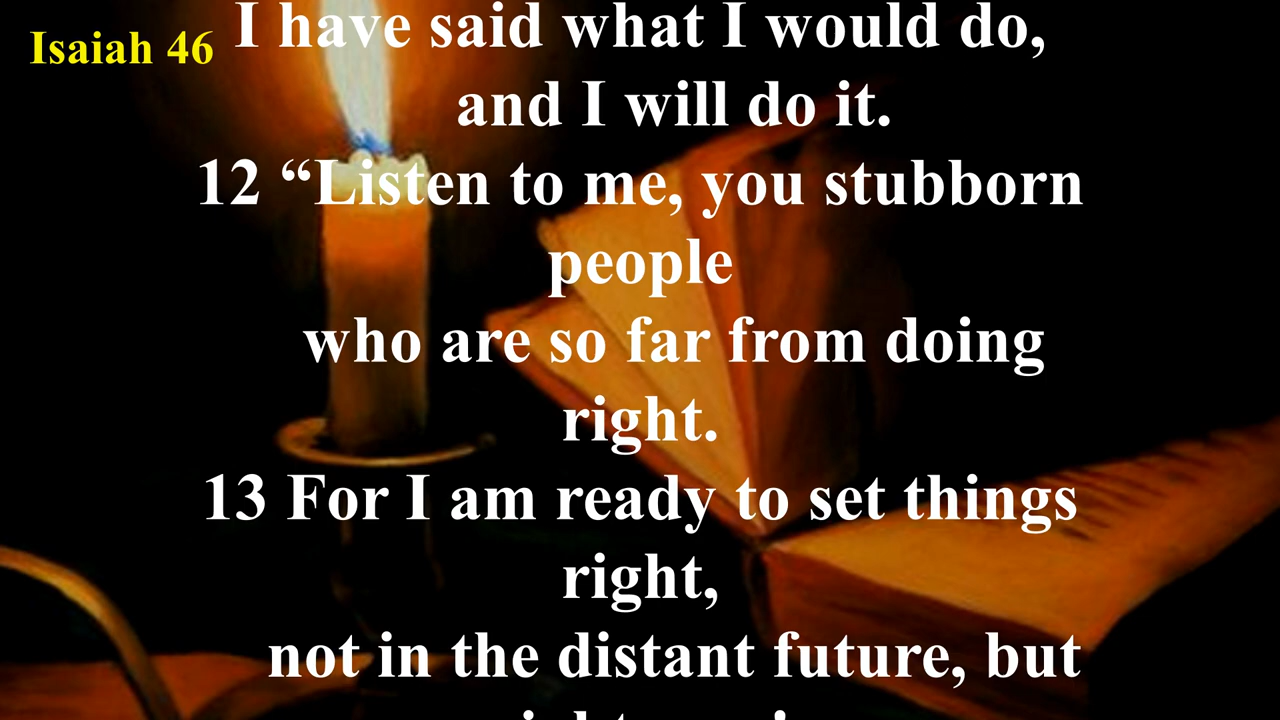 Isaiah 46
I have said what I would do,
and I will do it.
12 “Listen to me, you stubborn
people
who are so far from doing
right.
13 For I am ready to set things
right,
not in the distant future, but